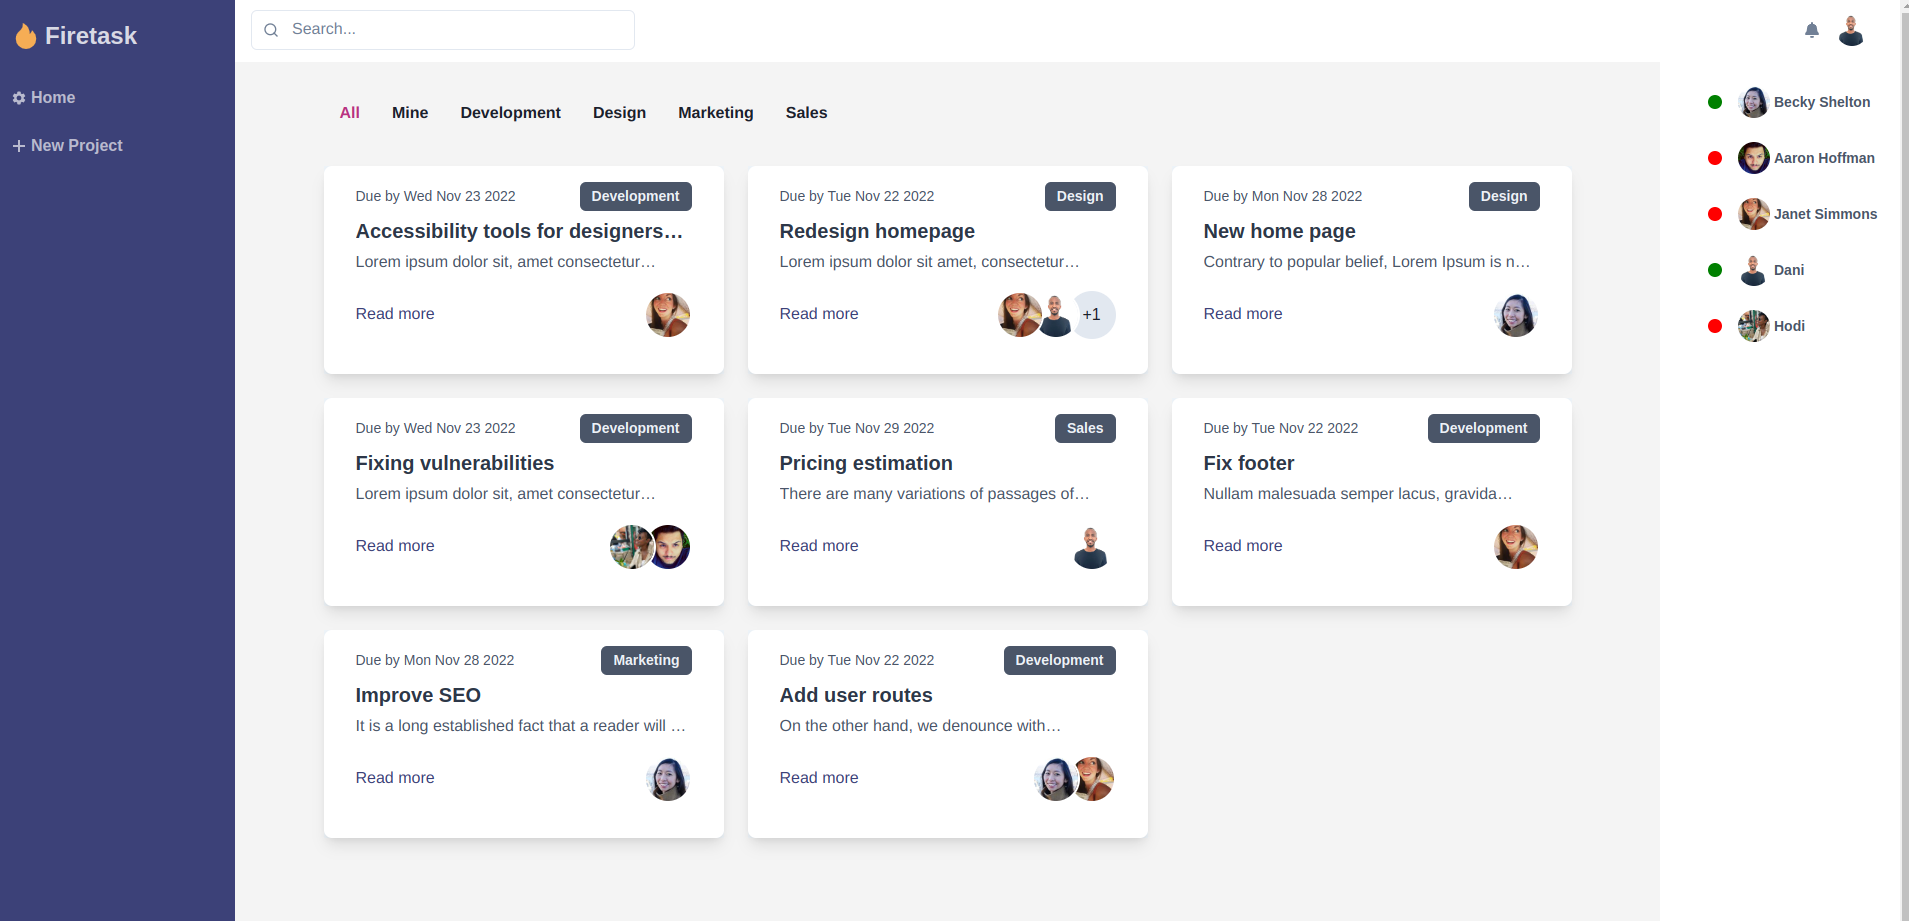 Firetask
Home
New Project
Search...
All Mine Development Design Marketing Sales
Due by Wed Nov 23 2022 Development
Accessibility tools for designers…
Lorem ipsum dolor sit, amet consectetur…
Read more
Due by Tue Nov 22 2022 Design
Redesign homepage
Lorem ipsum dolor sit amet, consectetur…
Read more +1
Due by Mon Nov 28 2022 Design
New home page
Contrary to popular belief, Lorem Ipsum is n…
Read more
Due by Wed Nov 23 2022 Development
Fixing vulnerabilities
Lorem ipsum dolor sit, amet consectetur…
Read more
Due by Tue Nov 29 2022 Sales
Pricing estimation
There are many variations of passages of…
Read more
Due by Tue Nov 22 2022 Development
Fix footer
Nullam malesuada semper lacus, gravida…
Read more
Due by Mon Nov 28 2022 Marketing
Improve SEO
It is a long established fact that a reader will …
Read more
Due by Tue Nov 22 2022 Development
Add user routes
On the other hand, we denounce with…
Read more
Becky Shelton
Aaron Hoffman
Janet Simmons
Dani
Hodi